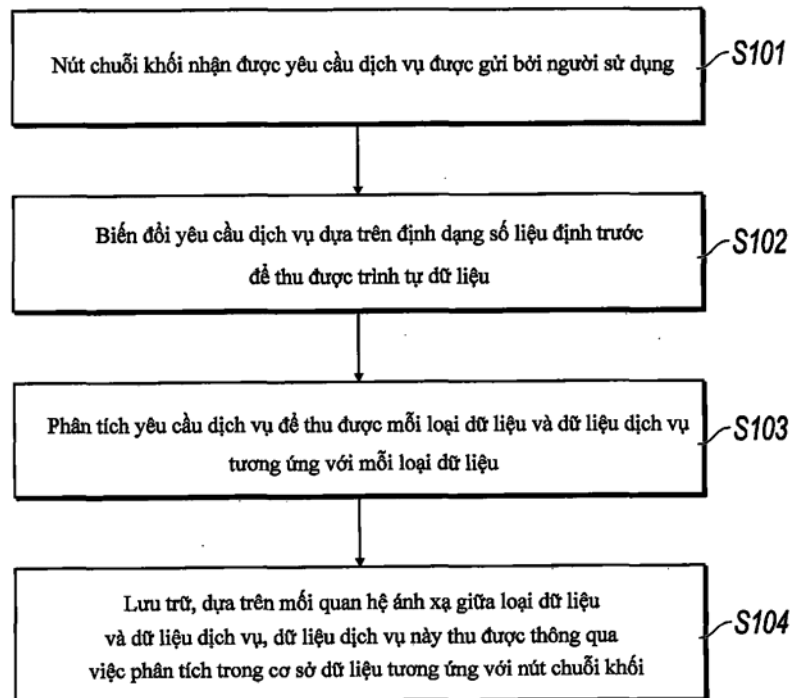 Nút chuỗi khối nhận được yêu cầu dịch vụ được gửi bởi người sử dụng
S101
Biến đổi yêu cầu dịch vụ dựa trên định dạng số liệu định trước
để thu được trình tự dữ liệu
S102
Phân tích yêu cầu dịch vụ để thu được mỗi loại dữ liệu và dữ liệu dịch vụ
tương ứng với mỗi loại dữ liệu
S103
Lưu trữ, dựa trên mối quan hệ ánh xạ giữa loại dữ liệu
và dữ liệu dịch vụ, dữ liệu dịch vụ này thu được thông qua
việc phân tích trong cơ sở dữ liệu tương ứng với nút chuỗi khối
S104